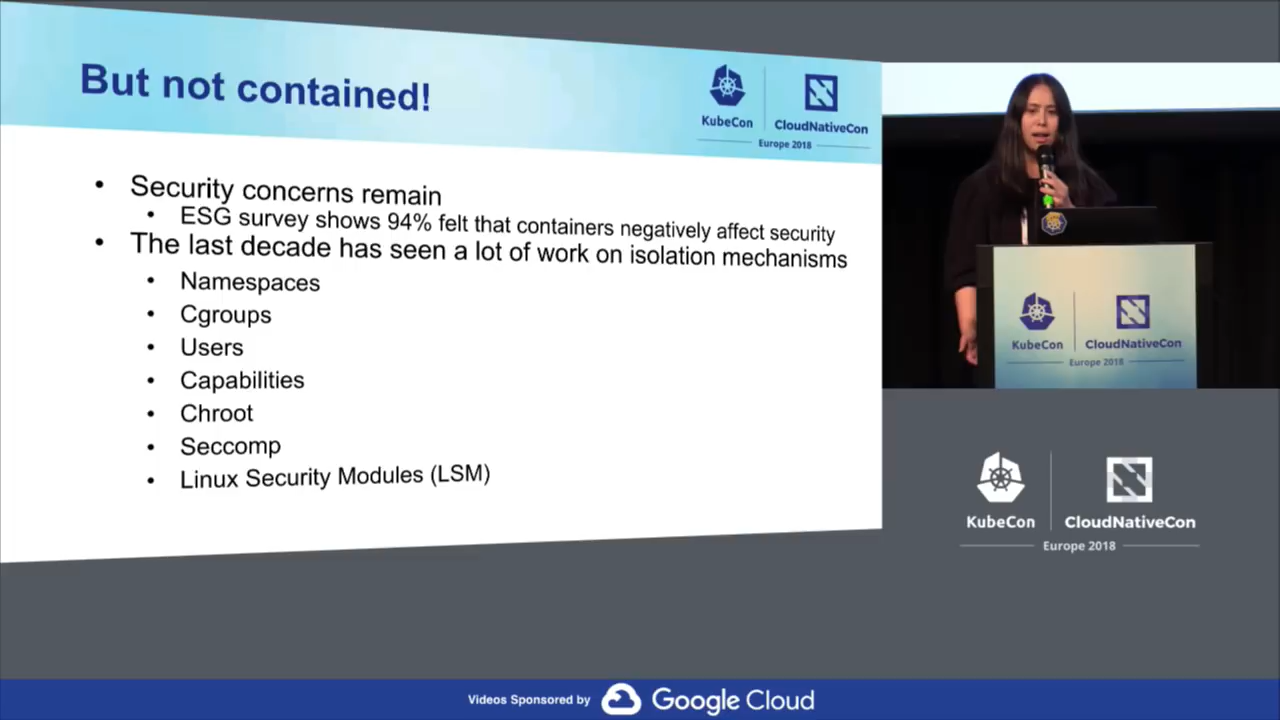 But not contained!
KubeCon
CloudNativeCon
Europe 2018
• Security concerns remain
• ESG survey shows 94% felt that containers negatively affect security
• The last decade has seen a lot of work on isolation mechanisms
• Namespaces
• Cgroups
• Users
• Capabilities
• Chroot
• Seccomp
• Linux Security Modules (LSM)
KubeCon
CloudNativeCon
Europe 2018
KubeCon
CloudNativeCon
Europe 2018
Videos Sponsored by Google Cloud